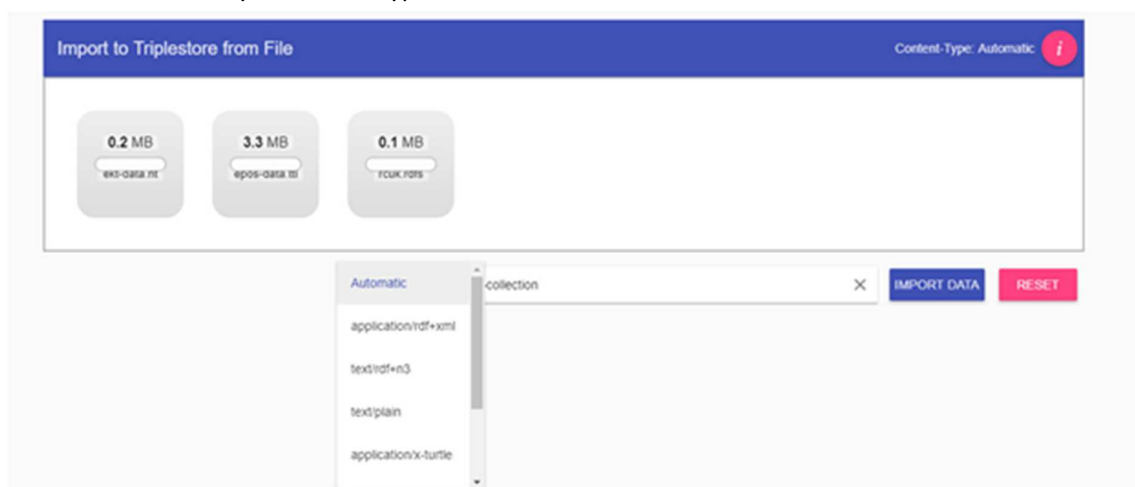 Import to Triplestore from File
Content-Type: Automatic
i
0.2 MB
3.3 MB
0.1 MB
ext-data.nt
epos-data.ttl
rcuk.rdfs
Automatic
-collection
IMPORT DATA
RESET
application/rdf+xml
text/rdf+n3
text/plain
application/x-turtle